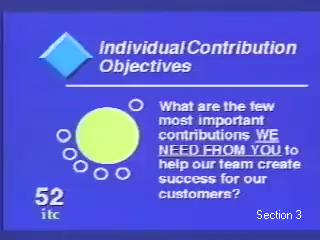 Individual Contribution
Objectives
What are the few
most important
contributions WE
NEED FROM YOU to
help our team create
success for our
customers?
52
itc
Section 3